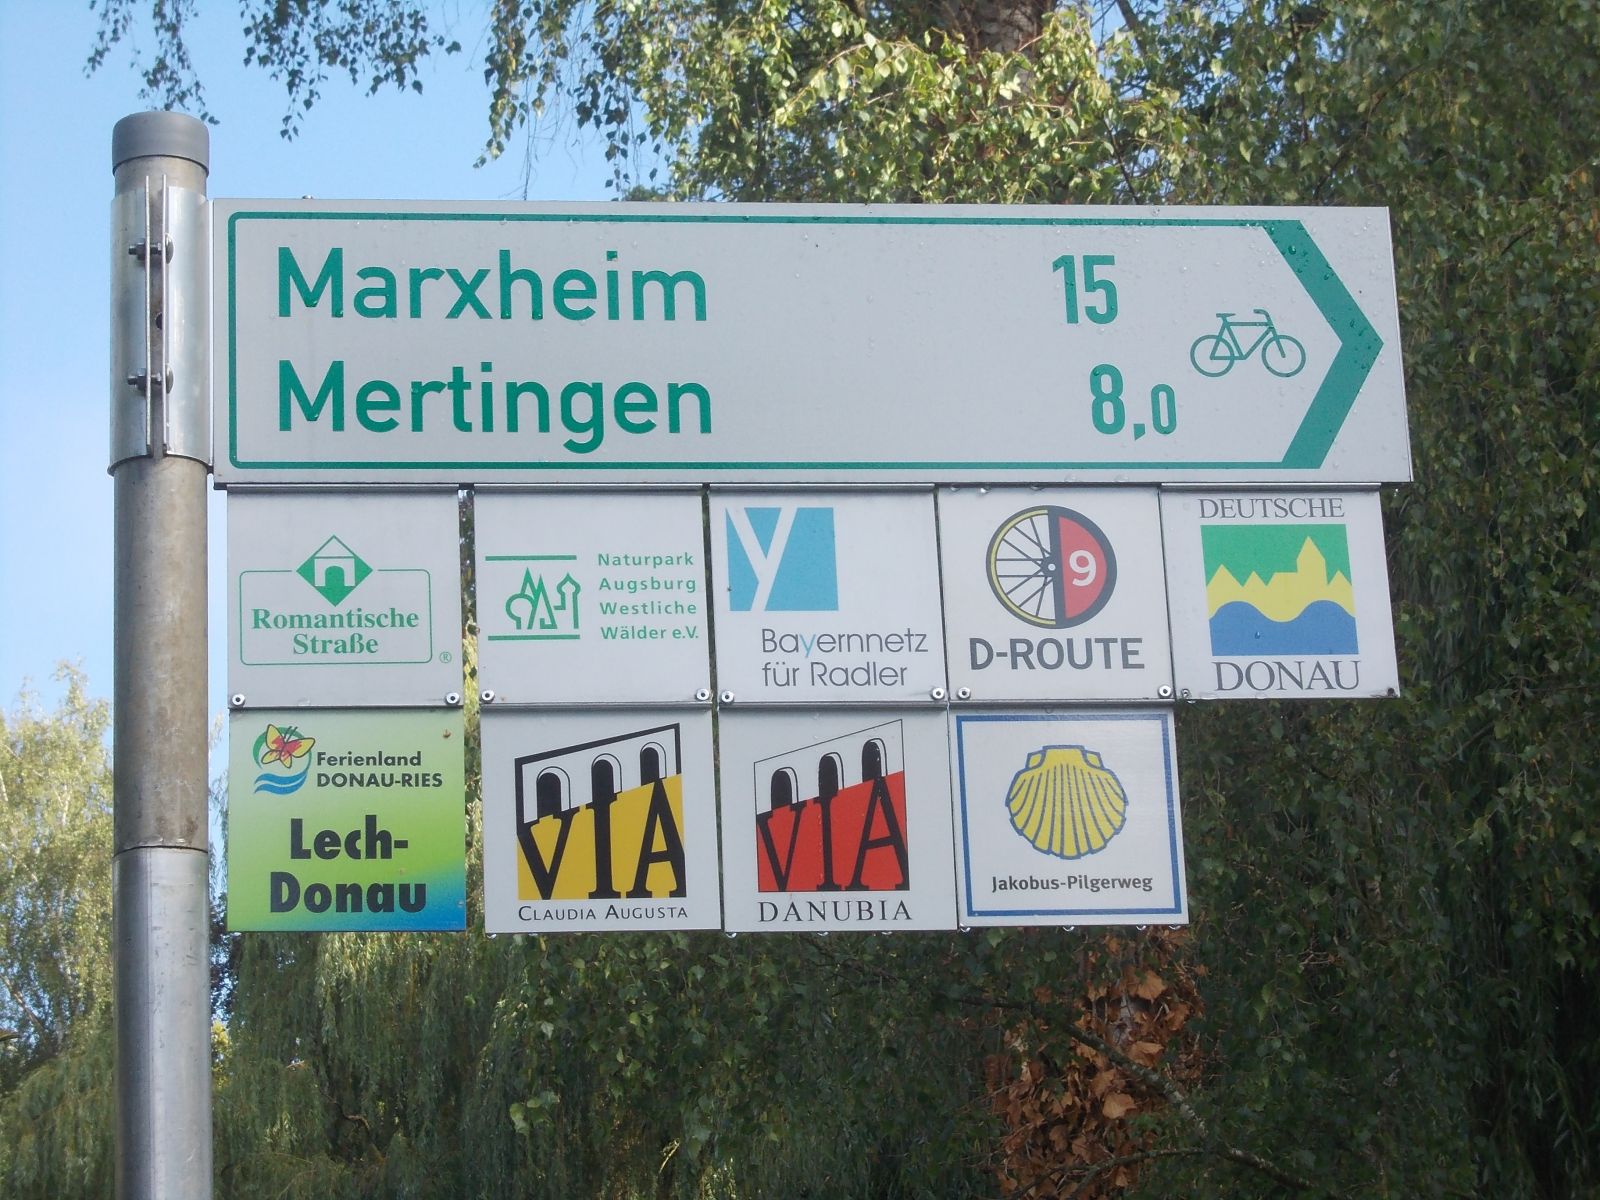 Marxheim 15
Mertingen 8,0
Romantische
Straße ®
Naturpark
Augsburg
Westliche
Wälder e.V.
y
Bayernnetz
für Radler
9
D-ROUTE
DEUTSCHE
DONAU
Ferienland
DONAU-RIES
Lech-
Donau
VIA
CLAUDIA AUGUSTA
VIA
DANUBIA
Jakobus-Pilgerweg